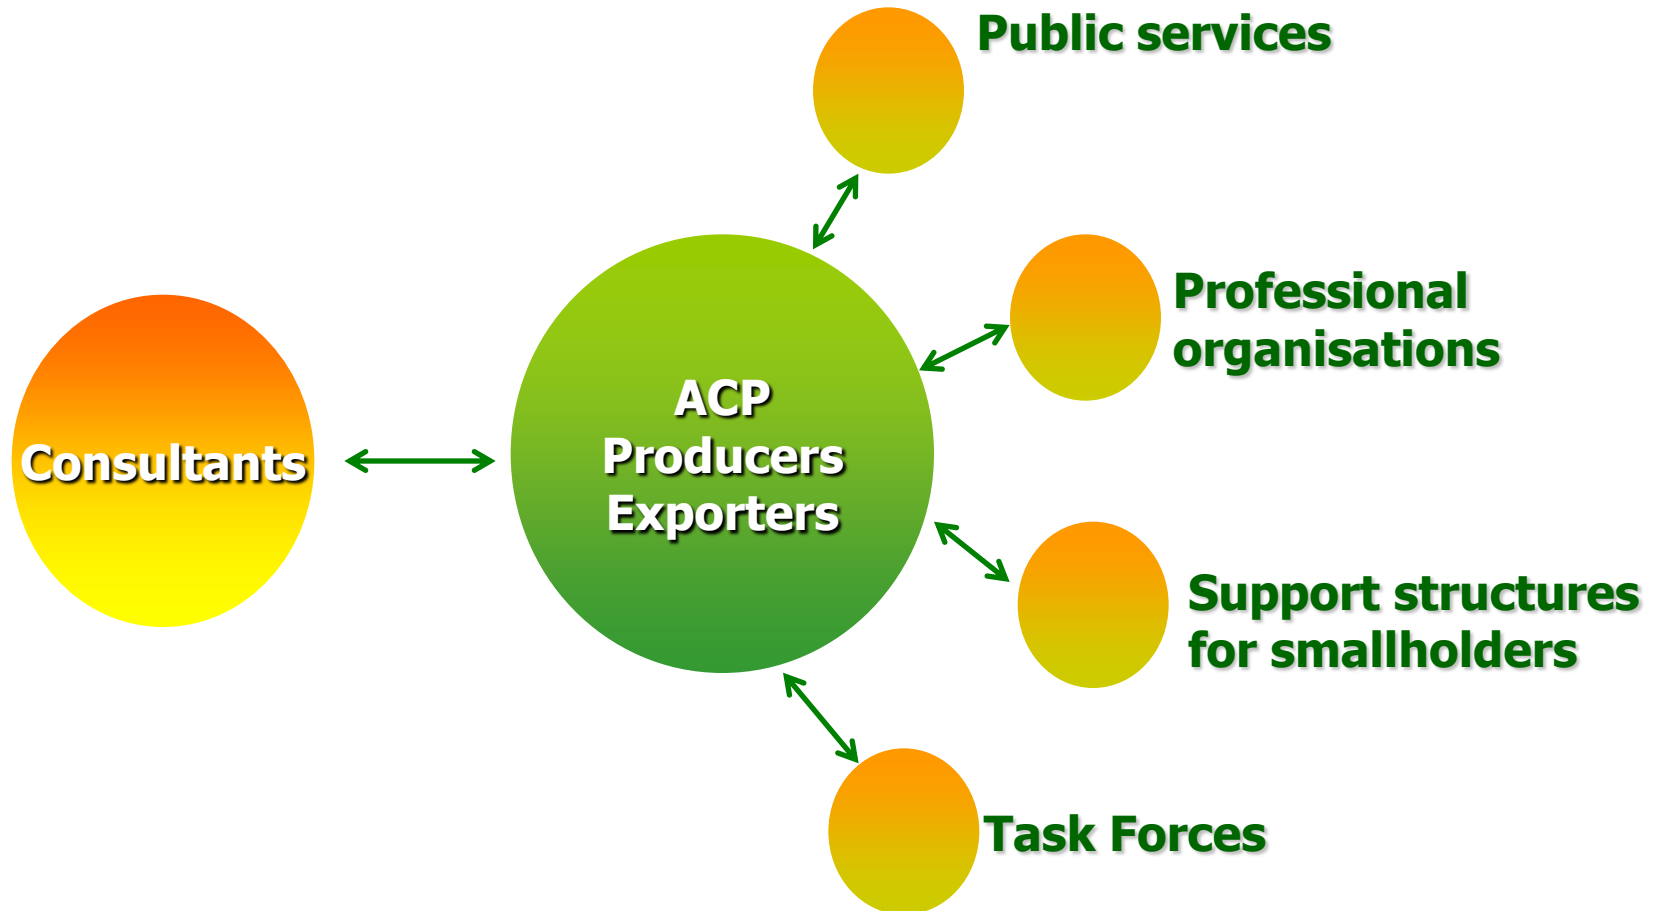 Public services
Professional
organisations
Consultants
ACP
Producers
Exporters
Support structures
for smallholders
Task Forces